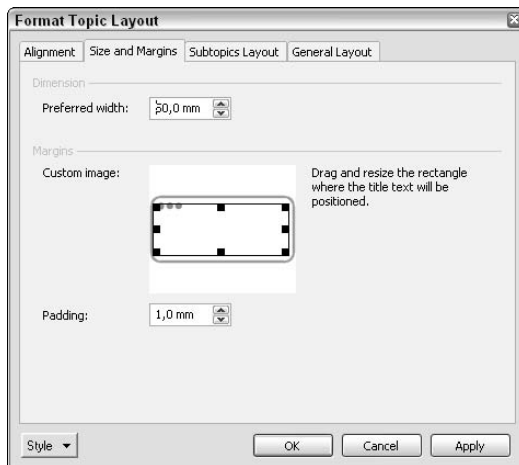 Format Topic Layout
Alignment
Size and Margins
Subtopics Layout
General Layout
Dimension
Preferred width:
50,0 mm
Margins
Custom image:
Drag and resize the rectangle
where the title text will be
positioned.
Padding:
1,0 mm
Style
OK
Cancel
Apply